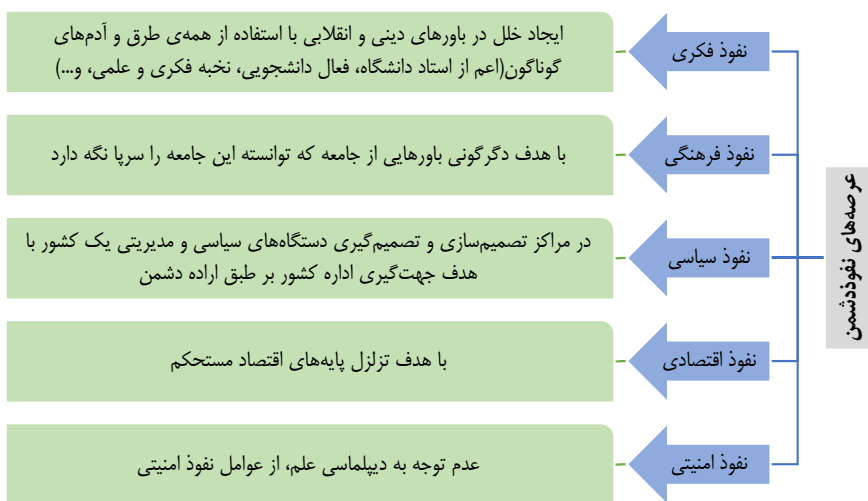 عرصه‌های نفوذدشمن
نفوذ فکری
ایجاد خلل در باورهای دینی و انقلابی با استفاده از همه‌ی طرق و آدم‌های
گوناگون(اعم از استاد دانشگاه، فعال دانشجویی، نخبه فکری و علمی، و...)
نفوذ فرهنگی
با هدف دگرگونی باورهایی از جامعه که توانسته این جامعه را سرپا نگه دارد
نفوذ سیاسی
در مراکز تصمیم‌سازی و تصمیم‌گیری دستگاه‌های سیاسی و مدیریتی یک کشور با
هدف جهت‌گیری اداره کشور بر طبق اراده دشمن
نفوذ اقتصادی
با هدف تزلزل پایه‌های اقتصاد مستحکم
نفوذ امنیتی
عدم توجه به دیپلماسی علم، از عوامل نفوذ امنیتی